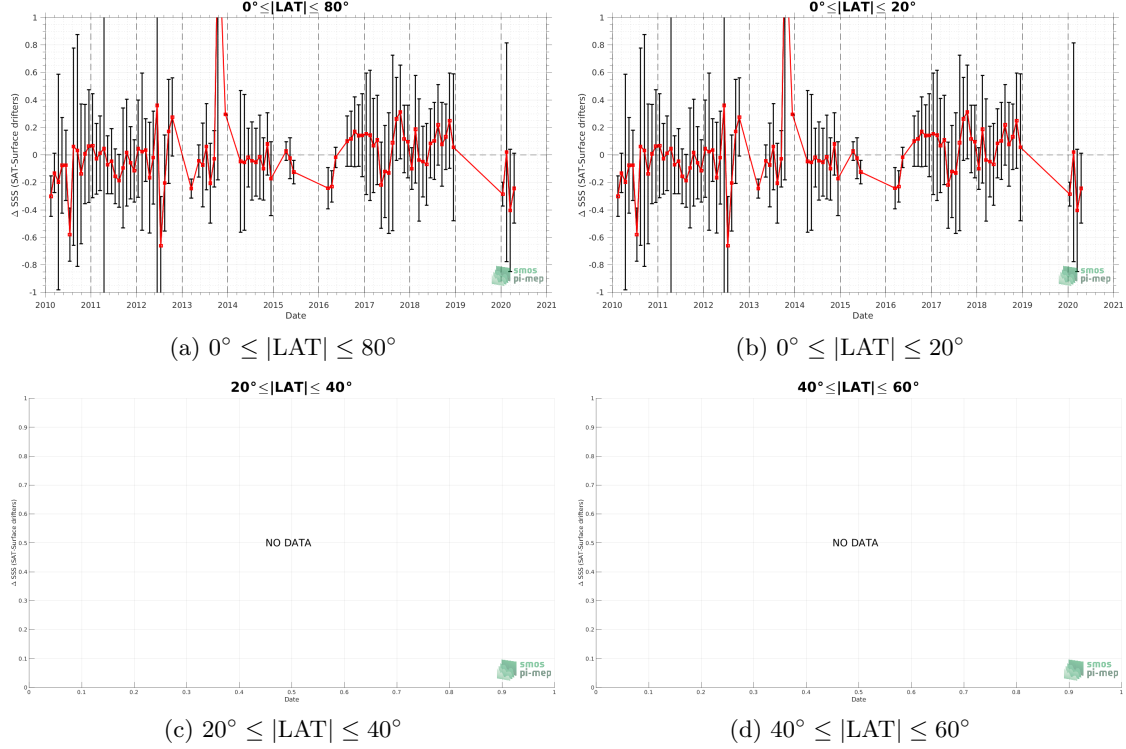 0°≤|LAT|≤ 80°
Δ SSS (SAT-Surface drifters)
1
0.8
0.6
0.4
0.2
0
-0.2
-0.4
-0.6
-0.8
-1
2010 2011 2012 2013 2014 2015 2016 2017 2018 2019 2020 2021
Date
smos
pi-mep
(a) 0° ≤ |LAT| ≤ 80°
0°≤|LAT|≤ 20°
Δ SSS (SAT-Surface drifters)
1
0.8
0.6
0.4
0.2
0
-0.2
-0.4
-0.6
-0.8
-1
2010 2011 2012 2013 2014 2015 2016 2017 2018 2019 2020 2021
Date
smos
pi-mep
(b) 0° ≤ |LAT| ≤ 20°
20°≤|LAT|≤ 40°
Δ SSS (SAT-Surface drifters)
1
0.9
0.8
0.7
0.6
0.5
0.4
0.3
0.2
0.1
0
NO DATA
0 0.1 0.2 0.3 0.4 0.5 0.6 0.7 0.8 0.9 1
Date
smos
pi-mep
(c) 20° ≤ |LAT| ≤ 40°
40°≤|LAT|≤ 60°
Δ SSS (SAT-Surface drifters)
1
0.9
0.8
0.7
0.6
0.5
0.4
0.3
0.2
0.1
0
NO DATA
0 0.1 0.2 0.3 0.4 0.5 0.6 0.7 0.8 0.9 1
Date
smos
pi-mep
(d) 40° ≤ |LAT| ≤ 60°